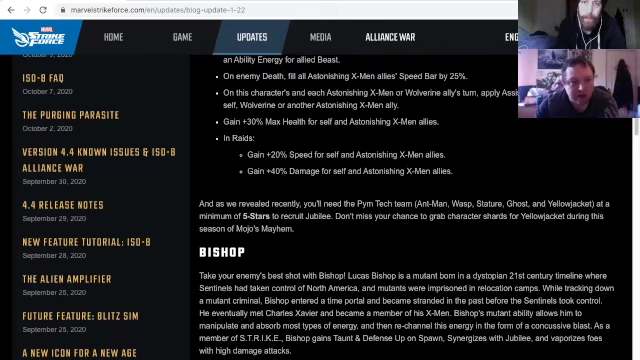 marvelstrikeforce.com/en/updates/blog-update-1-22
MARVEL
STRIKE FORCE
HOME
GAME
UPDATES
MEDIA
ALLIANCE WAR
ENG
October 9, 2020
ISO-8 FAQ
October 7, 2020
THE PURGING PARASITE
October 2, 2020
VERSION 4.4 KNOWN ISSUES & ISO-8
ALLIANCE WAR
September 30, 2020
4.4 RELEASE NOTES
September 29, 2020
NEW FEATURE TUTORIAL: ISO-8
September 28, 2020
THE ALIEN AMPLIFIER
September 25, 2020
FUTURE FEATURE: BLITZ SIM
September 25, 2020
A NEW ICON FOR A NEW AGE
an Ability Energy for allied Beast.
• On enemy Death, fill all Astonishing X-Men allies' Speed Bar by 25%.
• On this character's and each Astonishing X-Men or Wolverine ally's turn, apply Assis
self, Wolverine or another Astonishing X-Men ally.
• Gain +30% Max Health for self and Astonishing X-Men allies.
• In Raids:
Gain +20% Speed for self and Astonishing X-Men allies.
Gain +40% Damage for self and Astonishing X-Men allies.
And as we revealed recently, you'll need the Pym Tech team (Ant-Man, Wasp, Stature, Ghost, and Yellowjacket) at a
minimum of 5-Stars to recruit Jubilee. Don't miss your chance to grab character shards for Yellowjacket during this
season of Mojo's Mayhem.
BISHOP
Take your enemy's best shot with Bishop! Lucas Bishop is a mutant born in a dystopian 21st century timeline where
Sentinels had taken control of North America, and mutants were imprisoned in relocation camps. While tracking down
a mutant criminal, Bishop entered a time portal and became stranded in the past before the Sentinels took control.
He eventually met Charles Xavier and became a member of his X-Men. Bishop's mutant ability allows him to
manipulate and absorb most types of energy, and then re-channel this energy in the form of a concussive blast. As a
member of S.T.R.I.K.E., Bishop gains Taunt & Defense Up on Spawn, Synergizes with Jubilee, and vaporizes foes
with high damage attacks.